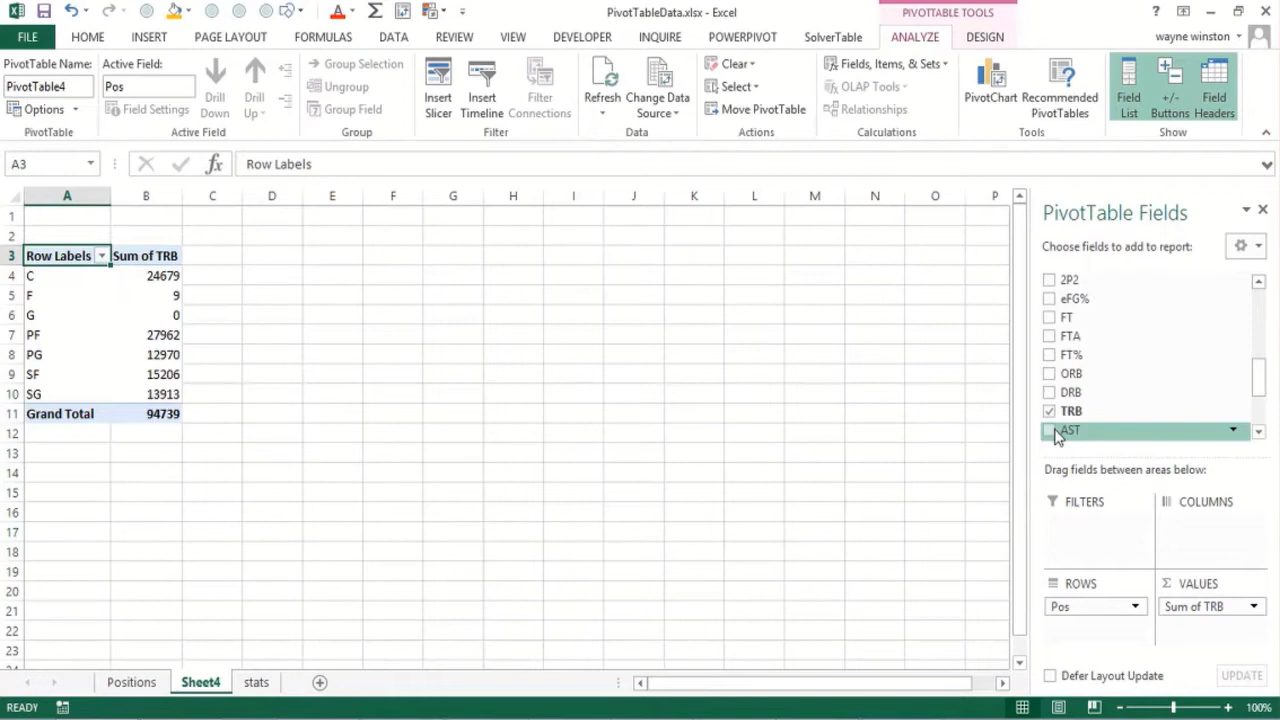 PivotTableData.xlsx - Excel
PIVOTTABLE TOOLS
?
FILE HOME INSERT PAGE LAYOUT FORMULAS DATA REVIEW VIEW DEVELOPER INQUIRE POWERPIVOT SolverTable ANALYZE DESIGN
wayne winston
PivotTable Name:
PivotTable4
Options
PivotTable
Active Field:
Pos
Field Settings
Drill Down
Drill Up
Active Field
Group Selection
Ungroup
Group Field
Group
Insert Slicer
Insert Timeline
Filter Connections
Filter
Refresh
Change Data Source
Data
Clear
Select
Move PivotTable
Actions
Fields, Items, & Sets
OLAP Tools
Relationships
Calculations
PivotChart
Recommended PivotTables
Tools
Field List
+/- Buttons
Field Headers
Show
A3
fx
Row Labels
A B C D E F G H I J K L M N O P
1
2
3 Row Labels Sum of TRB
4 C 24679
5 F 9
6 G 0
7 PF 27962
8 PG 12970
9 SF 15206
10 SG 13913
11 Grand Total 94739
12
13
14
15
16
17
18
19
20
21
22
23
PivotTable Fields
Choose fields to add to report:
2P2
eFG%
FT
FTA
FT%
ORB
DRB
TRB
AST
Drag fields between areas below:
FILTERS
COLUMNS
ROWS
Σ VALUES
Pos
Sum of TRB
Defer Layout Update
UPDATE
Positions Sheet4 stats
READY
100%